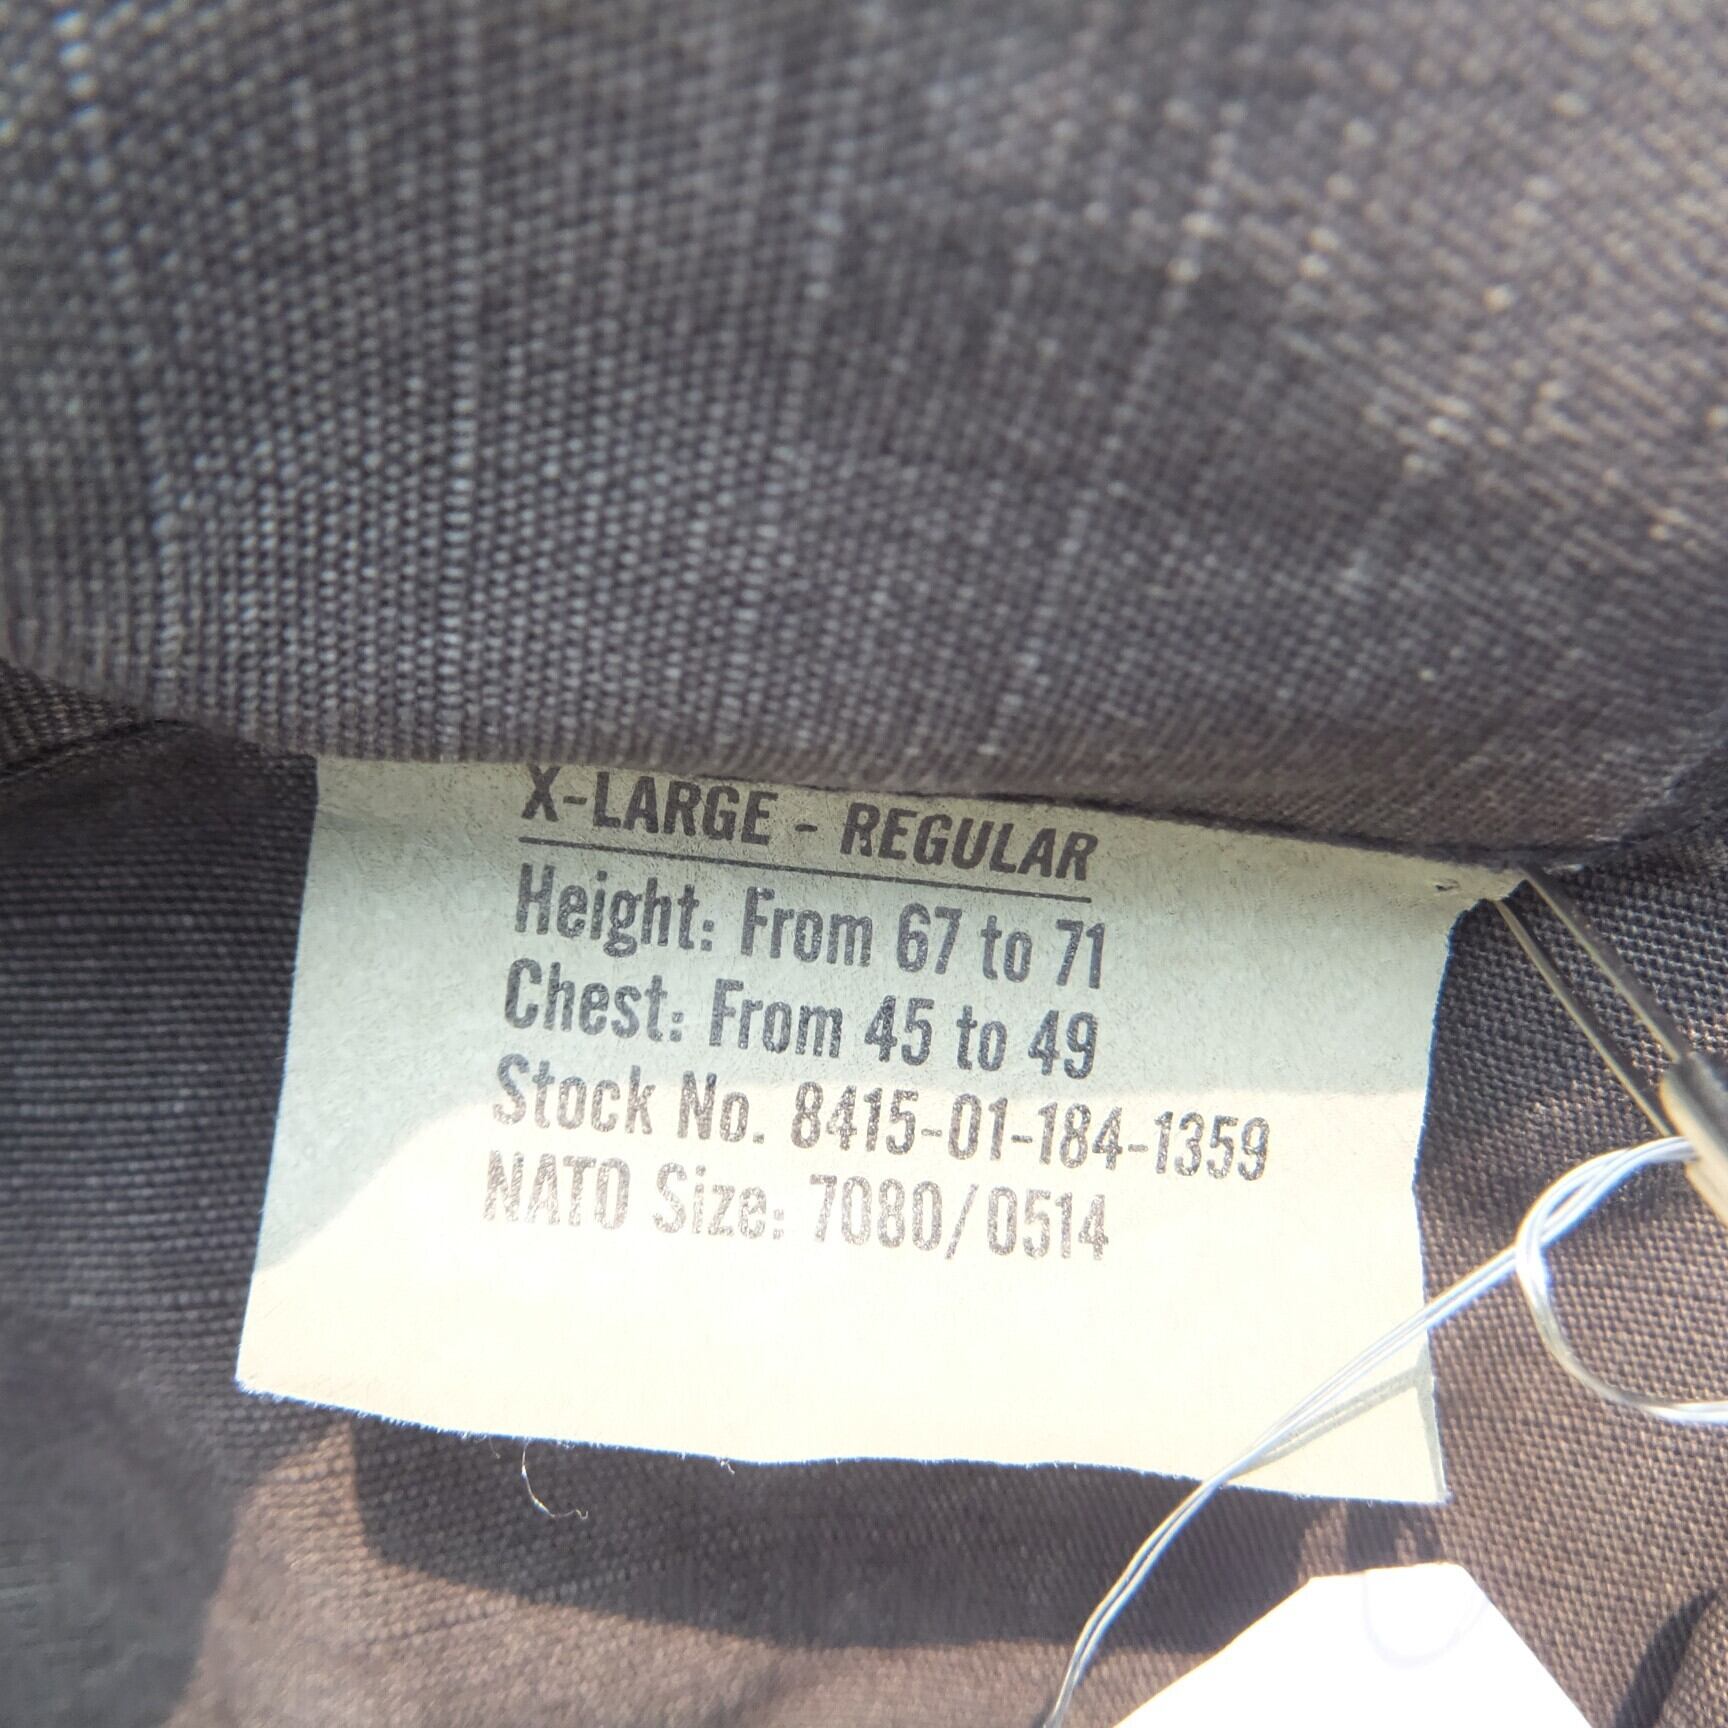 X-LARGE - REGULAR
Height: From 67 to 71
Chest: From 45 to 49
Stock No. 8415-01-184-1359
NATO Size: 7080/0514